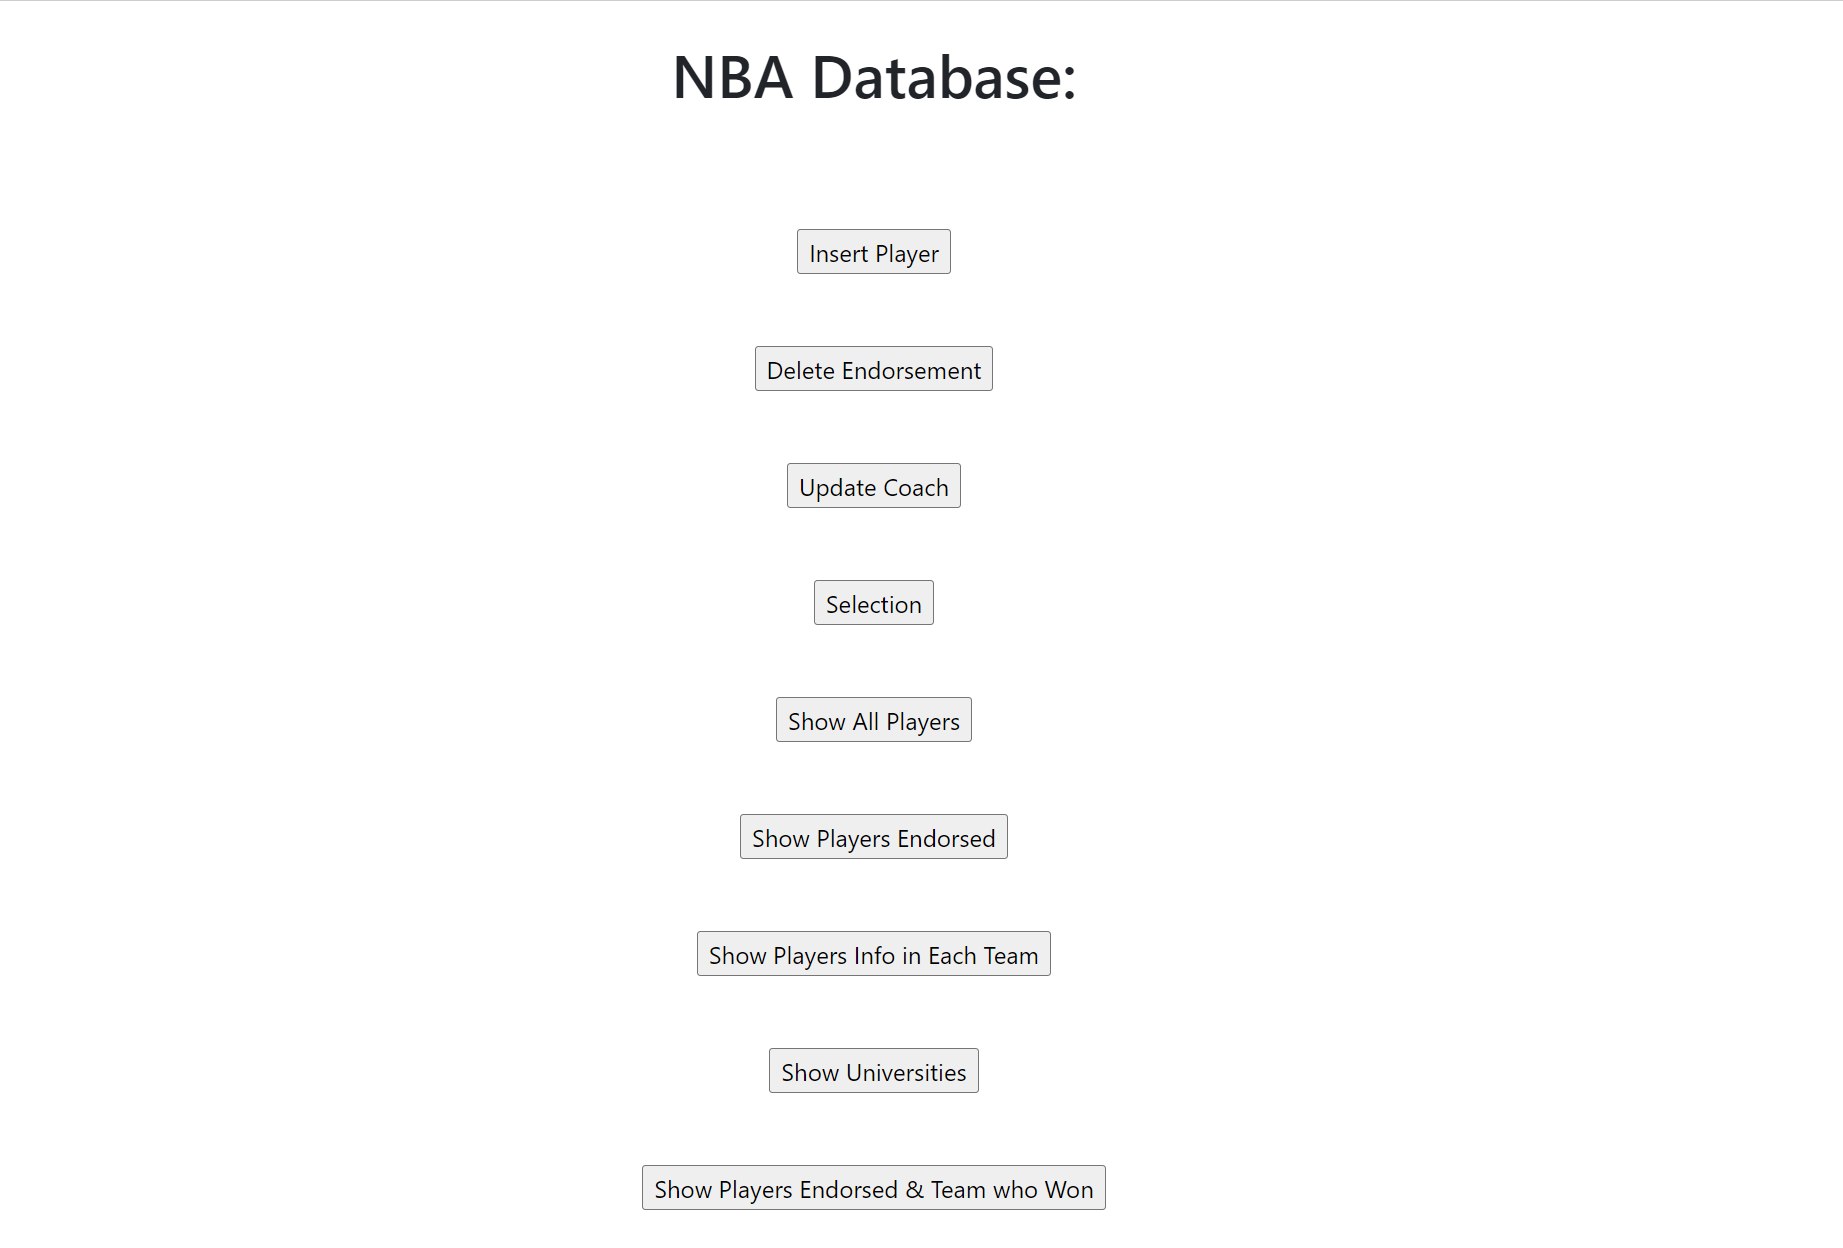 NBA Database:
Insert Player
Delete Endorsement
Update Coach
Selection
Show All Players
Show Players Endorsed
Show Players Info in Each Team
Show Universities
Show Players Endorsed & Team who Won